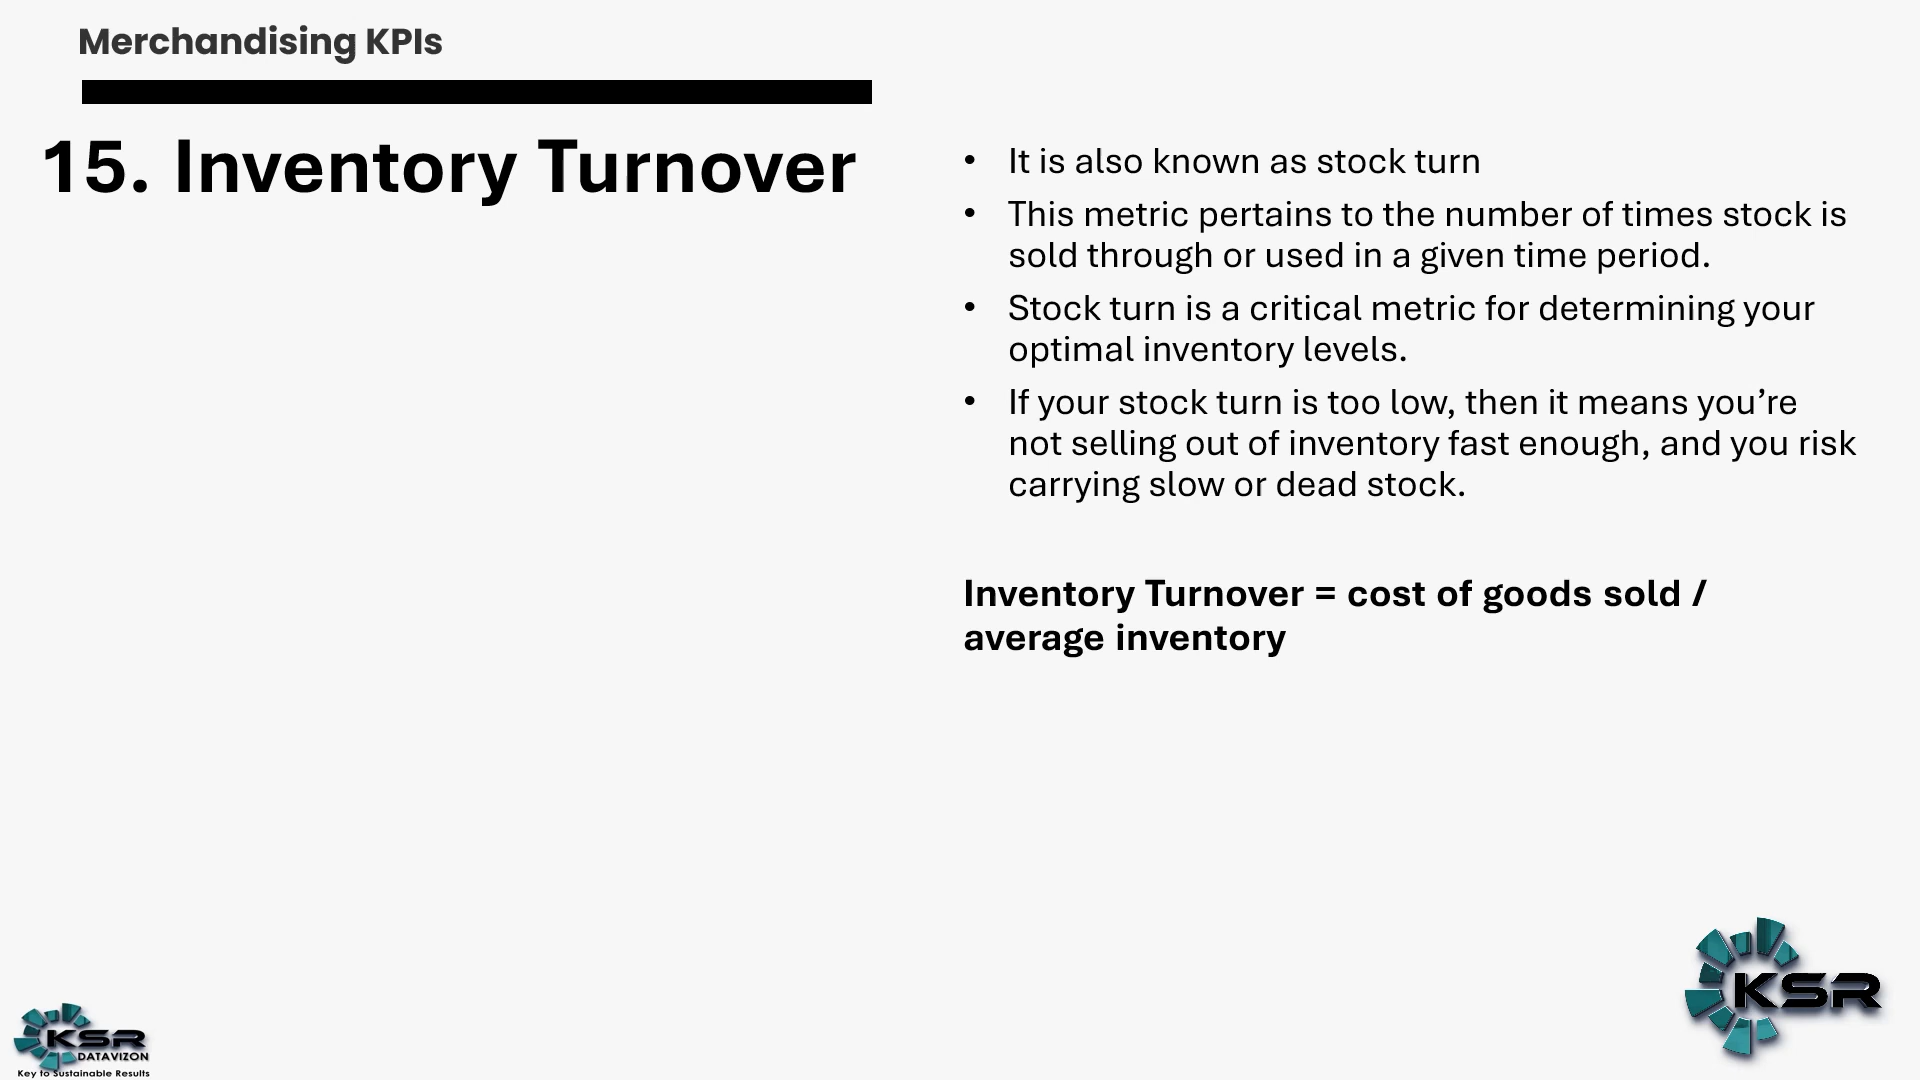 Merchandising KPIs
15. Inventory Turnover
• It is also known as stock turn
• This metric pertains to the number of times stock is
sold through or used in a given time period.
• Stock turn is a critical metric for determining your
optimal inventory levels.
• If your stock turn is too low, then it means you’re
not selling out of inventory fast enough, and you risk
carrying slow or dead stock.
Inventory Turnover = cost of goods sold /
average inventory
KSR
KSR
DATAVIZON
Key to Sustainable Results